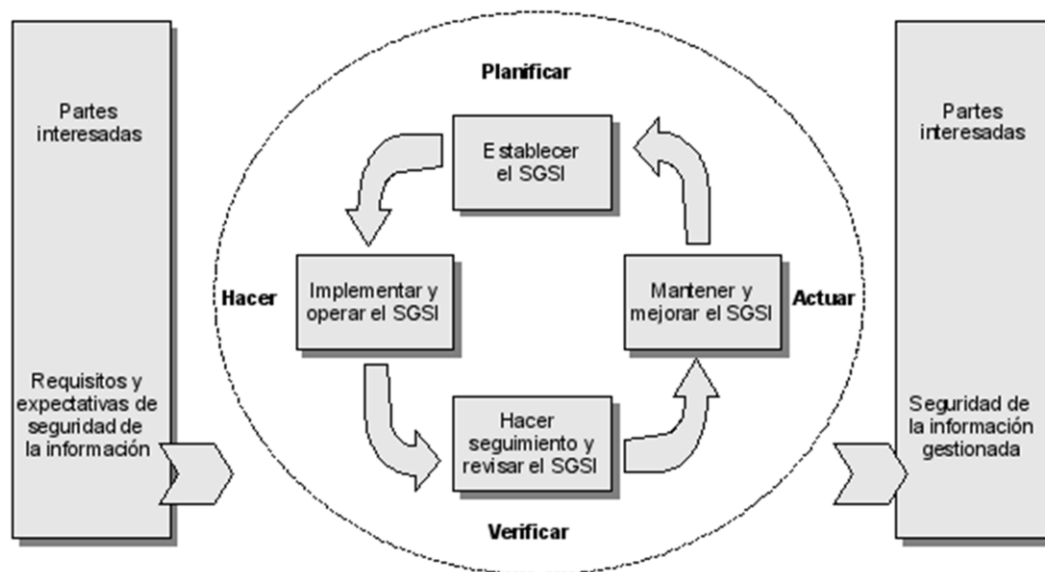 Partes
interesadas
Requisitos y
expectativas de
seguridad de
la información
Planificar
Establecer
el SGSI
Hacer
Implementar y
operar el SGSI
Mantener y
mejorar el SGSI
Actuar
Hacer
seguimiento y
revisar el SGSI
Verificar
Partes
interesadas
Seguridad de
la información
gestionada